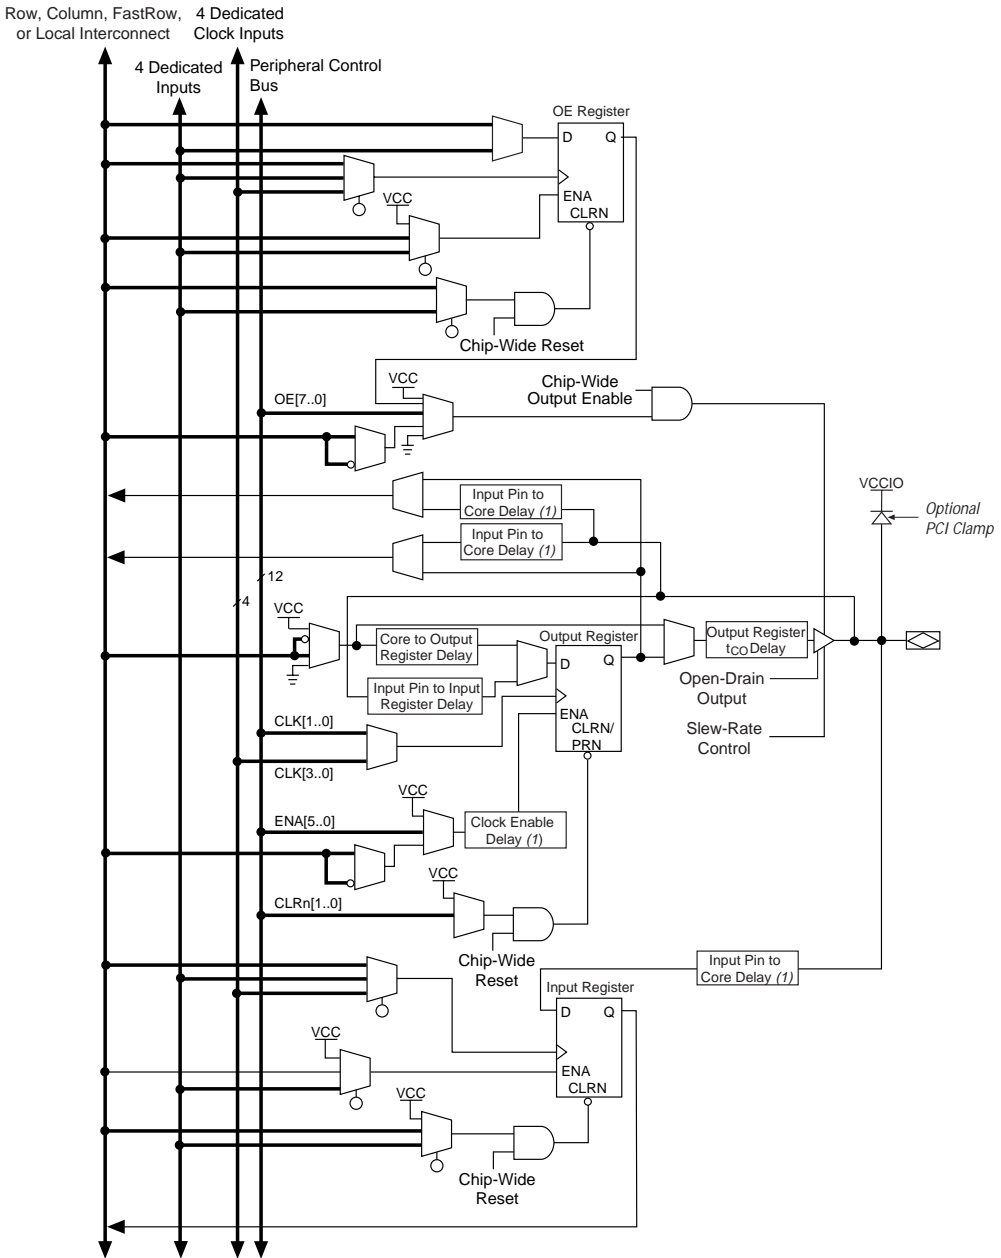 Row, Column, FastRow,
or Local Interconnect
4 Dedicated
Clock Inputs
4 Dedicated
Inputs
Peripheral Control
Bus
OE Register
D Q
ENA
CLRN
VCC
Chip-Wide Reset
VCC
OE[7..0]
Chip-Wide
Output Enable
VCCIO
Optional
PCI Clamp
Input Pin to
Core Delay (1)
Input Pin to
Core Delay (1)
12
4
VCC
Core to Output
Register Delay
Output Register
D Q
ENA
CLRN/
PRN
Output Register
tCO Delay
Input Pin to Input
Register Delay
Open-Drain
Output
Slew-Rate
Control
CLK[1..0]
CLK[3..0]
VCC
ENA[5..0]
Clock Enable
Delay (1)
VCC
CLRn[1..0]
Chip-Wide
Reset
Input Pin to
Core Delay (1)
Input Register
D Q
ENA
CLRN
VCC
VCC
Chip-Wide
Reset